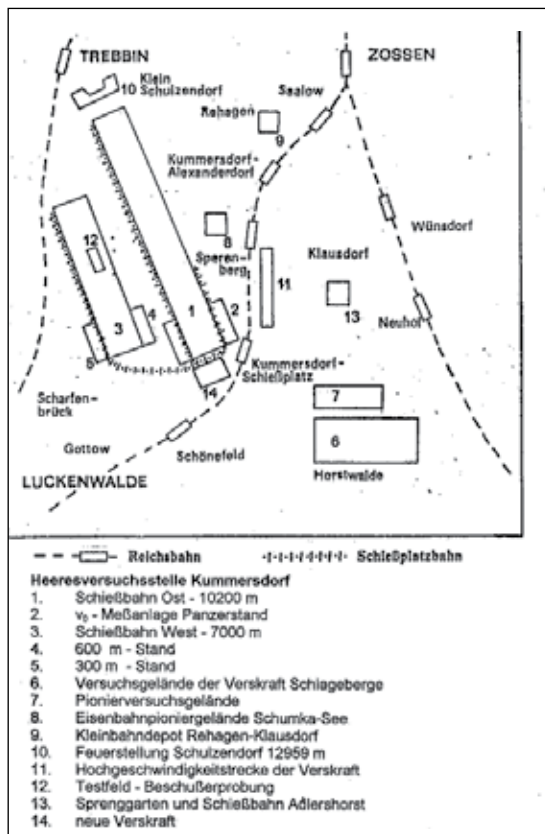 TREBBIN
ZOSSEN
10 Klein
Schulzendorf
Saalow
Rehagen
9
Kummersdorf-
Alexanderdorf
12
8
Sperenberg
Wünsdorf
Klausdorf
11
13
Neuhof
3
4
1
2
5
14
Kummersdorf-
Schießplatz
Scharfen-
brück
7
Gottow
Schönefeld
6
LUCKENWALDE
Horstwalde
Reichsbahn
Schießplatzbahn
Heeresversuchsstelle Kummersdorf
1. Schießbahn Ost - 10200 m
2. v₀ - Meßanlage Panzerstand
3. Schießbahn West - 7000 m
4. 600 m - Stand
5. 300 m - Stand
6. Versuchsgelände der Verskraft Schlageberge
7. Pionierversuchsgelände
8. Eisenbahnpioniergelände Schumka-See
9. Kleinbahndepot Rehagen-Klausdorf
10. Feuerstellung Schulzendorf 12959 m
11. Hochgeschwindigkeitstrecke der Verskraft
12. Testfeld - Beschußerprobung
13. Sprenggarten und Schießbahn Adlershorst
14. neue Verskraft